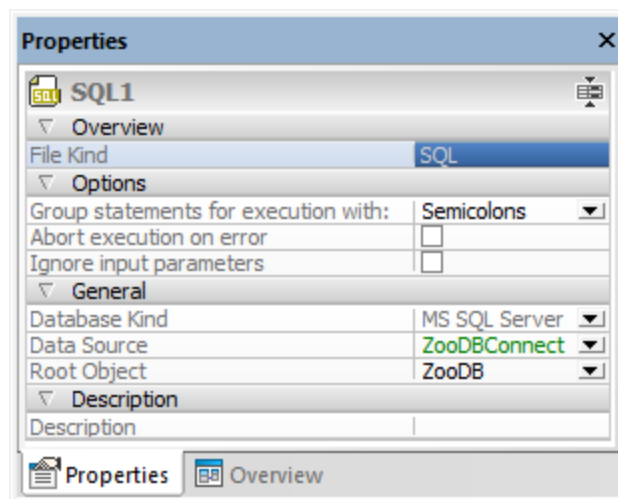 Properties
SQL1
Overview
File Kind SQL
Options
Group statements for execution with: Semicolons
Abort execution on error
Ignore input parameters
General
Database Kind MS SQL Server
Data Source ZooDBConnect
Root Object ZooDB
Description
Description
Properties Overview